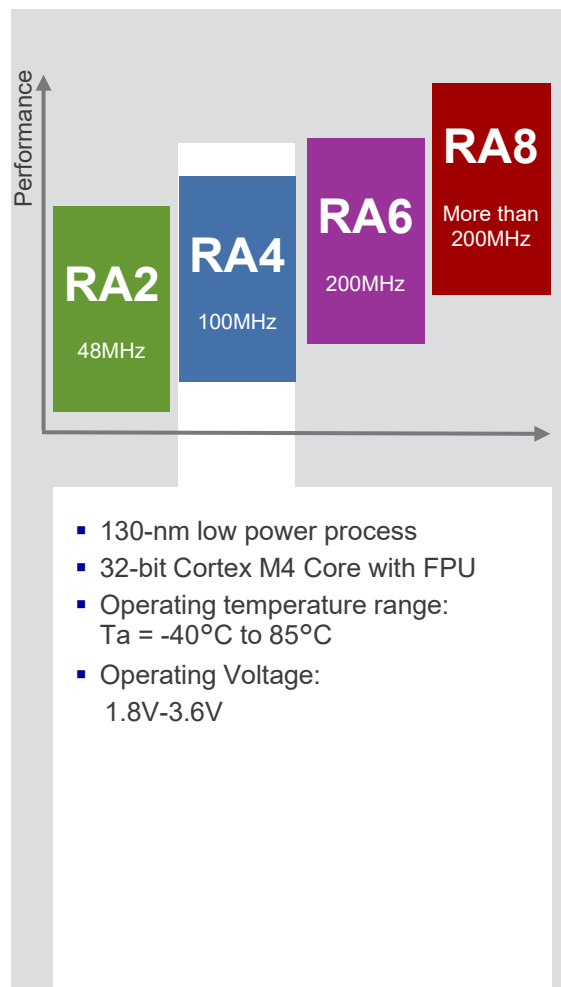 Performance
RA2
48MHz
RA4
100MHz
RA6
200MHz
RA8
More than
200MHz
▪ 130-nm low power process
▪ 32-bit Cortex M4 Core with FPU
▪ Operating temperature range:
Ta = -40°C to 85°C
▪ Operating Voltage:
1.8V-3.6V